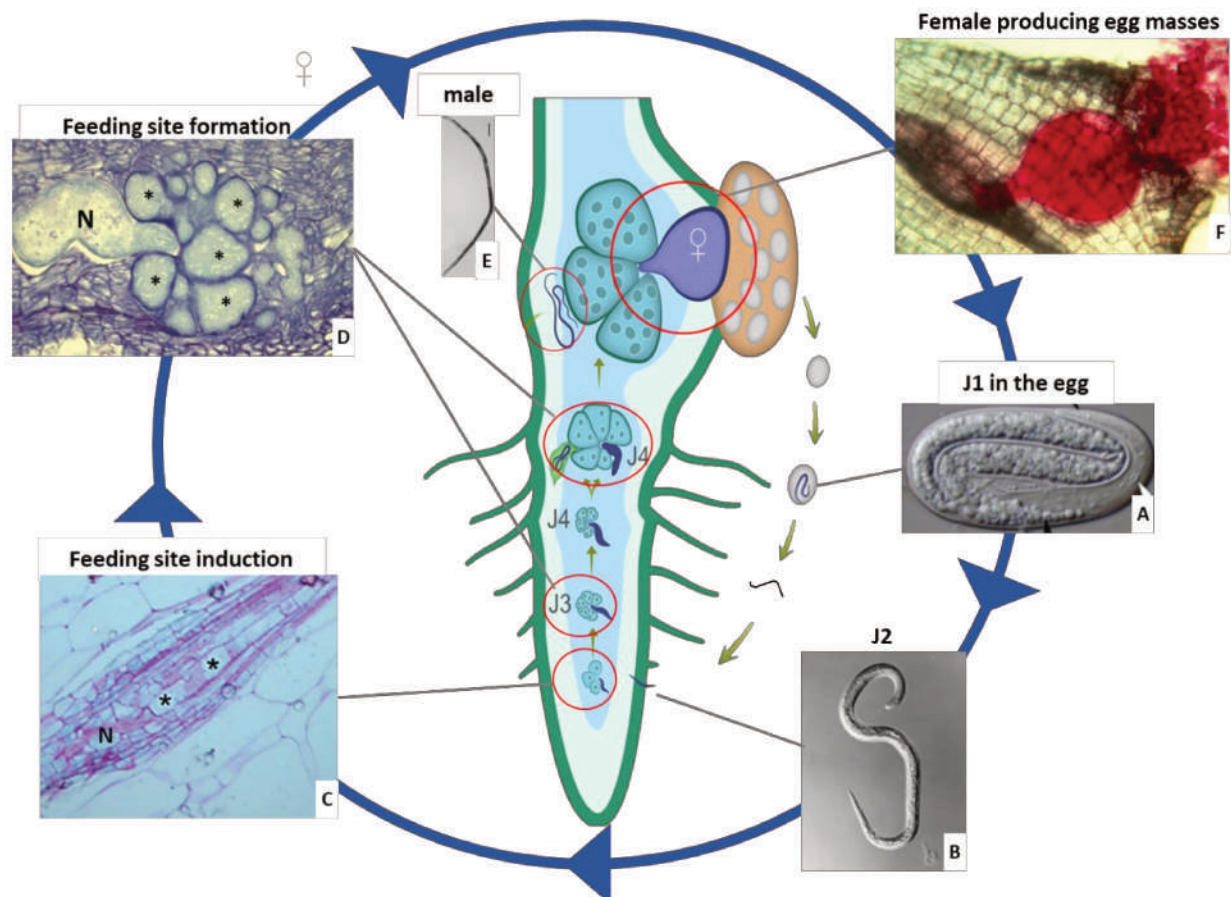 Female producing egg masses
F
♀
male
E
Feeding site formation
N
*
*
*
*
*
D
♀
J1 in the egg
A
J4
J4
J3
Feeding site induction
*
*
N
C
J2
B